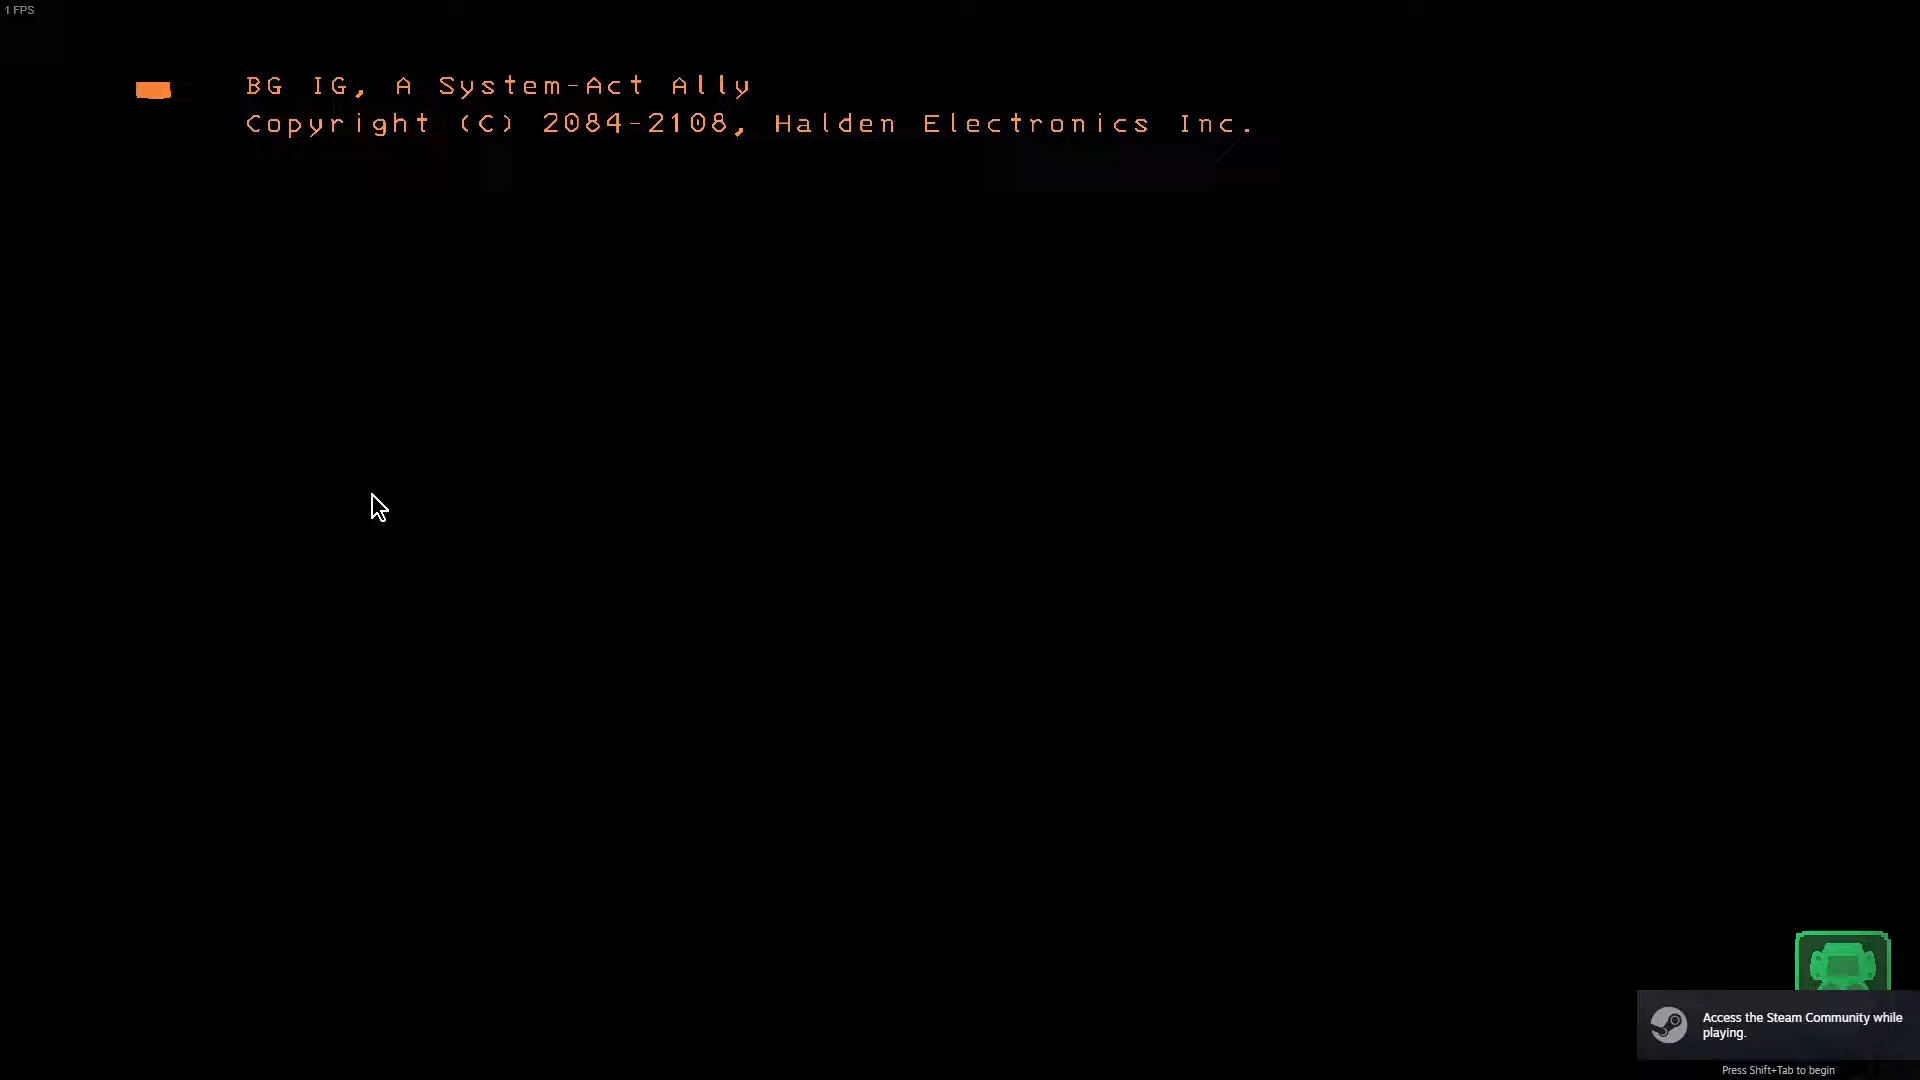 1 FPS
BG IG, A System-Act Ally
Copyright (C) 2084-2108, Halden Electronics Inc.
Access the Steam Community while
playing.
Press Shift+Tab to begin